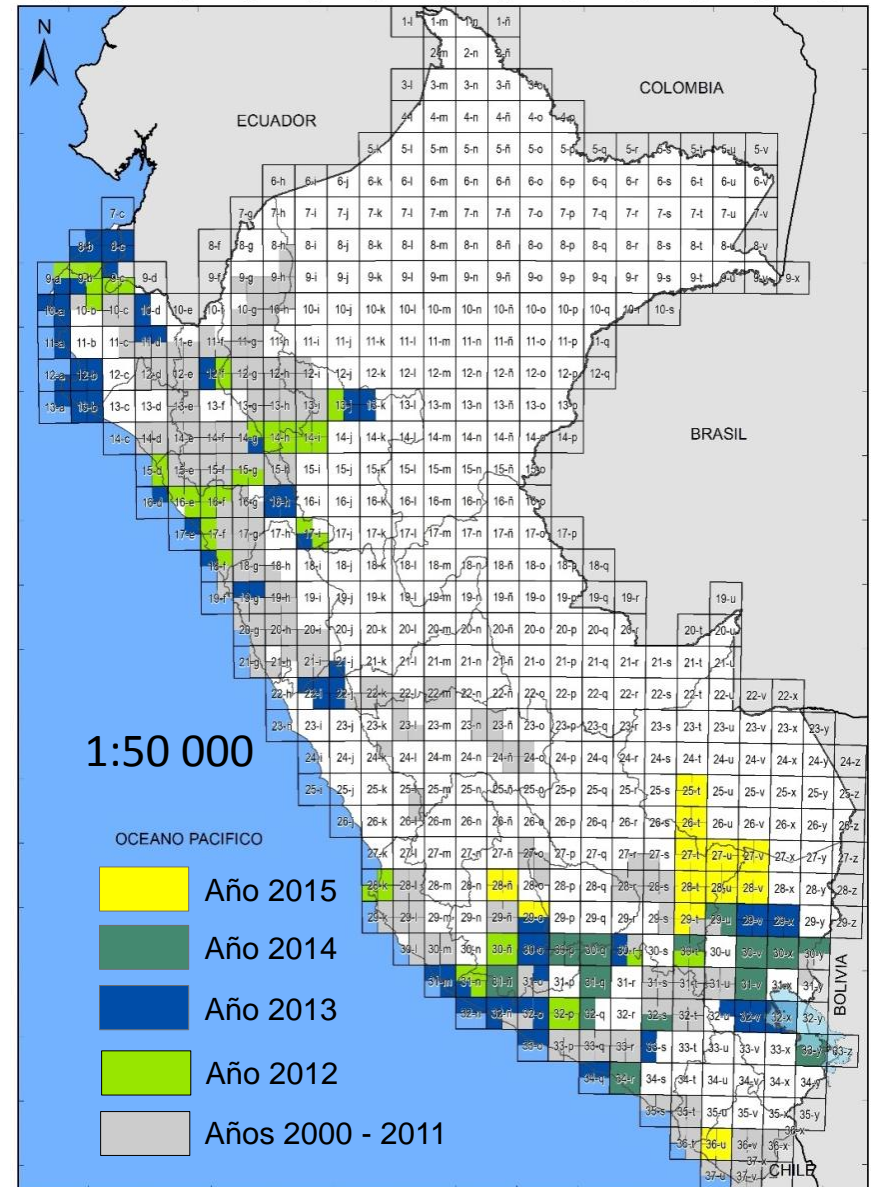 N
1-l 1-m 1-n 1-ñ
2-m 2-n 2-ñ
COLOMBIA
3-l 3-m 3-n 3-ñ 3-o
ECUADOR
4-l 4-m 4-n 4-ñ 4-o 4-p
5-k 5-l 5-m 5-n 5-ñ 5-o 5-p 5-q 5-r 5-s 5-t 5-u 5-v
6-h 6-i 6-j 6-k 6-l 6-m 6-n 6-ñ 6-o 6-p 6-q 6-r 6-s 6-t 6-u 6-v
7-c 7-g 7-h 7-i 7-j 7-k 7-l 7-m 7-n 7-ñ 7-o 7-p 7-q 7-r 7-s 7-t 7-u 7-v
8-b 8-c 8-f 8-g 8-h 8-i 8-j 8-k 8-l 8-m 8-n 8-ñ 8-o 8-p 8-q 8-r 8-s 8-t 8-u 8-v
9-a 9-b 9-c 9-d 9-f 9-g 9-h 9-i 9-j 9-k 9-l 9-m 9-n 9-ñ 9-o 9-p 9-q 9-r 9-s 9-t 9-u 9-v 9-x
10-a 10-b 10-c 10-d 10-e 10-f 10-g 10-h 10-i 10-j 10-k 10-l 10-m 10-n 10-ñ 10-o 10-p 10-q 10-r 10-s
11-a 11-b 11-c 11-d 11-e 11-f 11-g 11-h 11-i 11-j 11-k 11-l 11-m 11-n 11-ñ 11-o 11-p 11-q
12-a 12-b 12-c 12-d 12-e 12-f 12-g 12-h 12-i 12-j 12-k 12-l 12-m 12-n 12-ñ 12-o 12-p 12-q
13-a 13-b 13-c 13-d 13-e 13-f 13-g 13-h 13-i 13-j 13-k 13-l 13-m 13-n 13-ñ 13-o 13-p
BRASIL
14-c 14-d 14-e 14-f 14-g 14-h 14-i 14-j 14-k 14-l 14-m 14-n 14-ñ 14-o 14-p
15-d 15-e 15-f 15-g 15-h 15-i 15-j 15-k 15-l 15-m 15-n 15-ñ 15-o
16-d 16-e 16-f 16-g 16-h 16-i 16-j 16-k 16-l 16-m 16-n 16-ñ 16-o
17-e 17-f 17-g 17-h 17-i 17-j 17-k 17-l 17-m 17-n 17-ñ 17-o 17-p
18-f 18-g 18-h 18-i 18-j 18-k 18-l 18-m 18-n 18-ñ 18-o 18-p 18-q
19-f 19-g 19-h 19-i 19-j 19-k 19-l 19-m 19-n 19-ñ 19-o 19-p 19-q 19-r 19-u
20-g 20-h 20-i 20-j 20-k 20-l 20-m 20-n 20-ñ 20-o 20-p 20-q 20-r 20-t 20-u
21-g 21-h 21-i 21-j 21-k 21-l 21-m 21-n 21-ñ 21-o 21-p 21-q 21-r 21-s 21-t 21-u
22-h 22-i 22-j 22-k 22-l 22-m 22-n 22-ñ 22-o 22-p 22-q 22-r 22-s 22-t 22-u 22-v 22-x
23-h 23-i 23-j 23-k 23-l 23-m 23-n 23-ñ 23-o 23-p 23-q 23-r 23-s 23-t 23-u 23-v 23-x 23-y
1:50 000
24-i 24-j 24-k 24-l 24-m 24-n 24-ñ 24-o 24-p 24-q 24-r 24-s 24-t 24-u 24-v 24-x 24-y 24-z
25-i 25-j 25-k 25-l 25-m 25-n 25-ñ 25-o 25-p 25-q 25-r 25-s 25-t 25-u 25-v 25-x 25-y 25-z
26-j 26-k 26-l 26-m 26-n 26-ñ 26-o 26-p 26-q 26-r 26-s 26-t 26-u 26-v 26-x 26-y 26-z
OCEANO PACIFICO
27-k 27-l 27-m 27-n 27-ñ 27-o 27-p 27-q 27-r 27-s 27-t 27-u 27-v 27-x 27-y 27-z
28-k 28-l 28-m 28-n 28-ñ 28-o 28-p 28-q 28-r 28-s 28-t 28-u 28-v 28-x 28-y 28-z
Año 2015
29-k 29-l 29-m 29-n 29-ñ 29-o 29-p 29-q 29-r 29-s 29-t 29-u 29-v 29-x 29-y 29-z
Año 2014
30-l 30-m 30-n 30-ñ 30-o 30-p 30-q 30-r 30-s 30-t 30-u 30-v 30-x 30-y
BOLIVIA
31-m 31-n 31-ñ 31-o 31-p 31-q 31-r 31-s 31-t 31-u 31-v 31-x 31-y
Año 2013
32-n 32-ñ 32-o 32-p 32-q 32-r 32-s 32-t 32-u 32-v 32-x 32-y
33-o 33-p 33-q 33-r 33-s 33-t 33-u 33-v 33-x 33-y 33-z
Año 2012
34-q 34-r 34-s 34-t 34-u 34-v 34-x 34-y
35-s 35-t 35-u 35-v 35-x 35-y
Años 2000 - 2011
36-t 36-u 36-v 36-x 36-x
37-u 37-v 37-x
CHILE